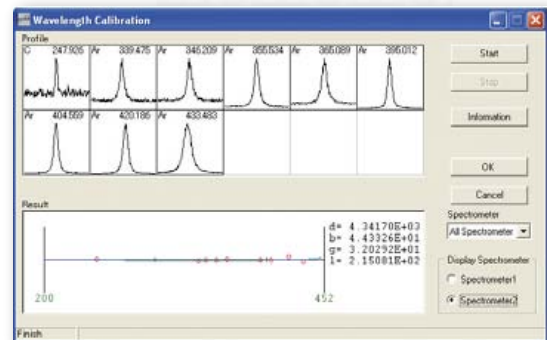 Wavelength Calibration
Profile
C 247.926 Ar 339.475 Ar 346.209 Ar 355.534 Ar 365.089 Ar 395.012
Ar 404.559 Ar 420.186 Ar 433.483
Start
Stop
Information
OK
Cancel
Result
d= 4.34170E+03
b= 4.43326E+01
g= 3.20292E+01
l= 2.15081E+02
200 452
Spectrometer
All Spectrometer
Display Spectrometer
Spectrometer1
Spectrometer2
Finish